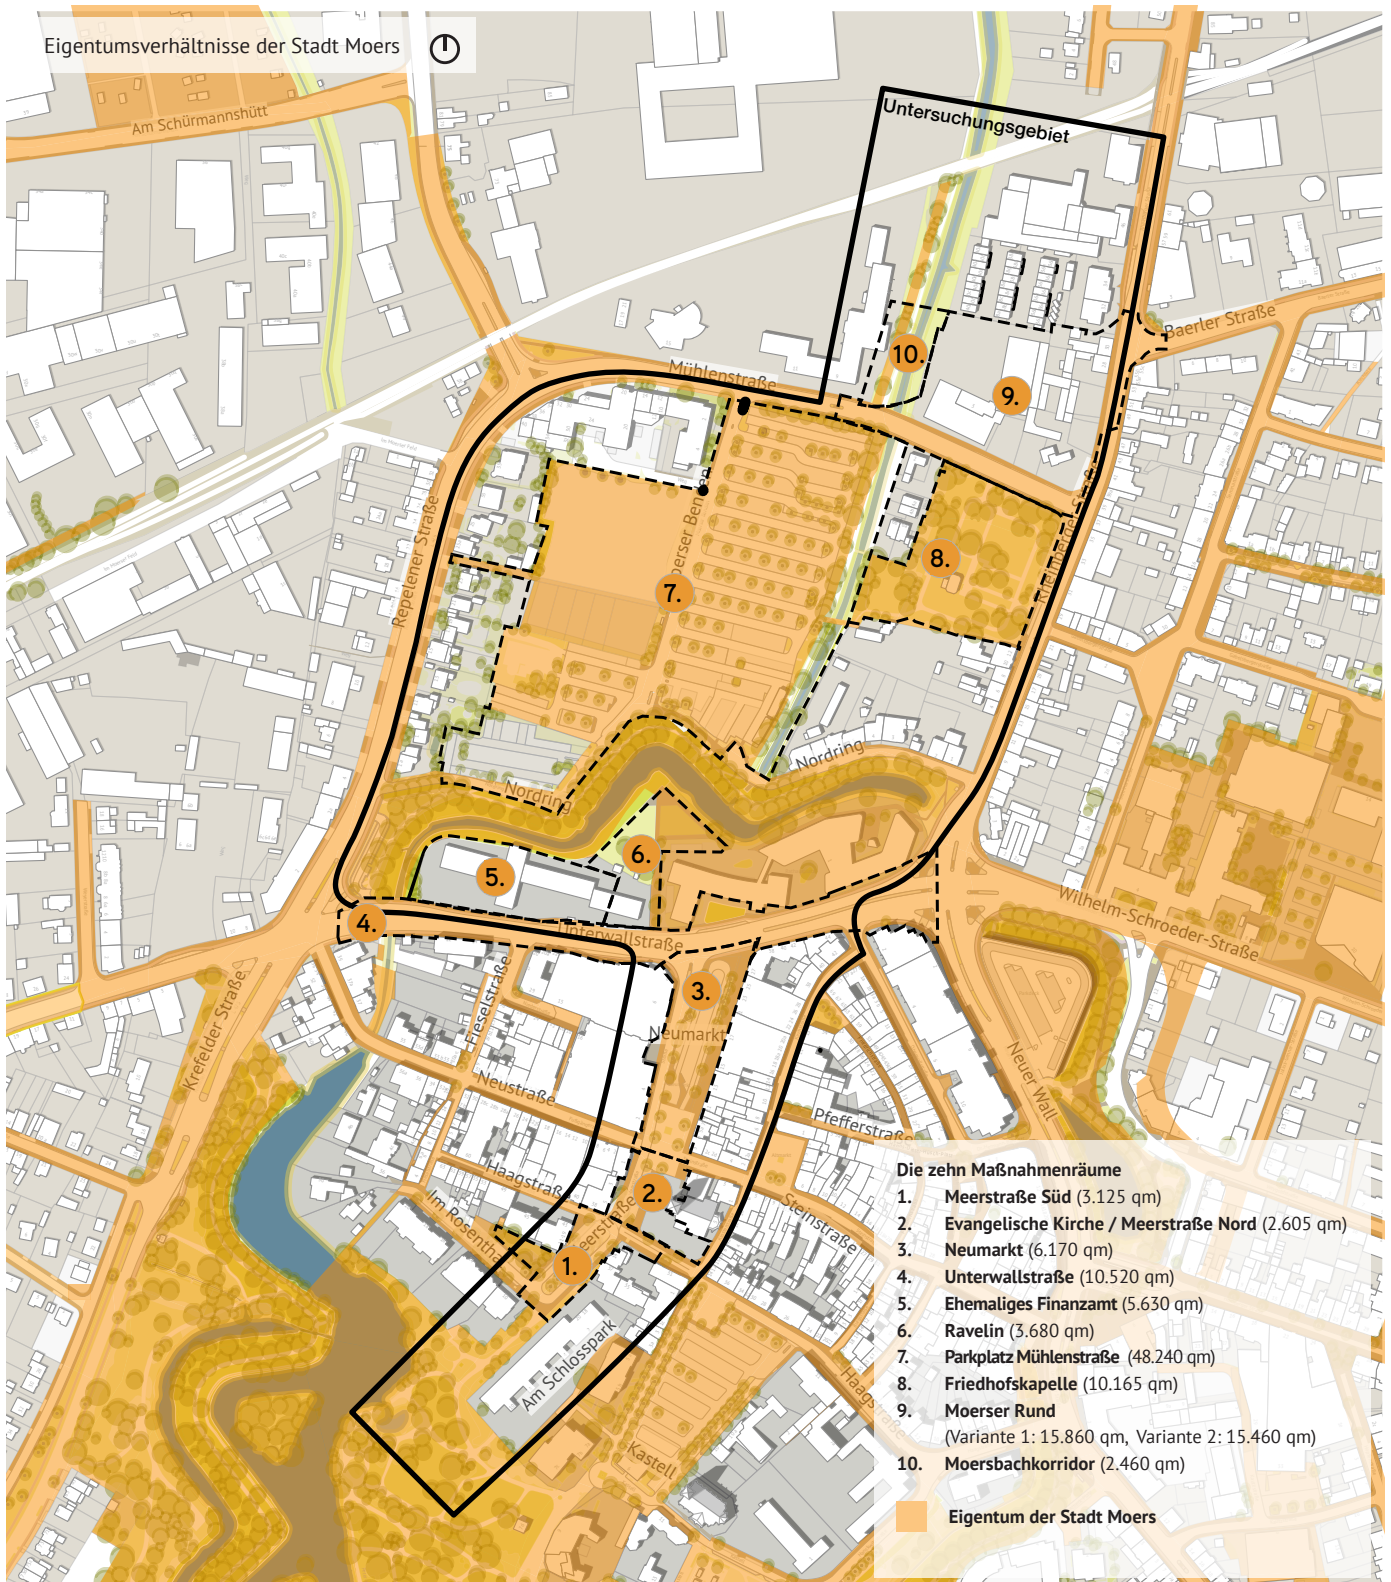 Eigentumsverhältnisse der Stadt Moers
Am Schürmannshütt
Untersuchungsgebiet
Baerler Straße
Mühlenstraße
10.
9.
Repelener Straße
7.
8.
Rheinberger
Nordring
Nordring
6.
5.
4.
Unterwallstraße
Wilhelm-Schroeder-Straße
Krefelder Straße
Fieselstraße
3.
Neumarkt
Neustraße
Neuer Wall
Pfefferstraße
Haagstraße
2.
Im Rosenthal
Meerstraße
Steinstraße
1.
Am Schlosspark
Haagstraße
Kastell
Die zehn Maßnahmenräume
1. Meerstraße Süd (3.125 qm)
2. Evangelische Kirche / Meerstraße Nord (2.605 qm)
3. Neumarkt (6.170 qm)
4. Unterwallstraße (10.520 qm)
5. Ehemaliges Finanzamt (5.630 qm)
6. Ravelin (3.680 qm)
7. Parkplatz Mühlenstraße (48.240 qm)
8. Friedhofskapelle (10.165 qm)
9. Moerser Rund
(Variante 1: 15.860 qm, Variante 2: 15.460 qm)
10. Moersbachkorridor (2.460 qm)
Eigentum der Stadt Moers